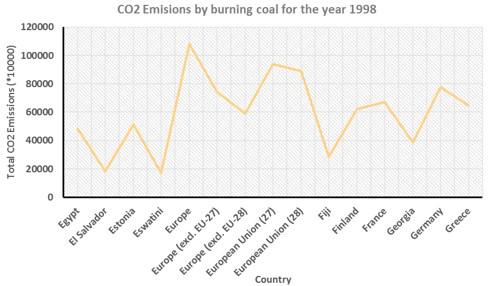 CO2 Emisions by burning coal for the year 1998
Total CO2 Emissions (*10000)
120000
100000
80000
60000
40000
20000
0
Egypt
El Salvador
Estonia
Eswatini
Europe
Europe (excl. EU-27)
Europe (excl. EU-28)
European Union (27)
European Union (28)
Fiji
Finland
France
Georgia
Germany
Greece
Country